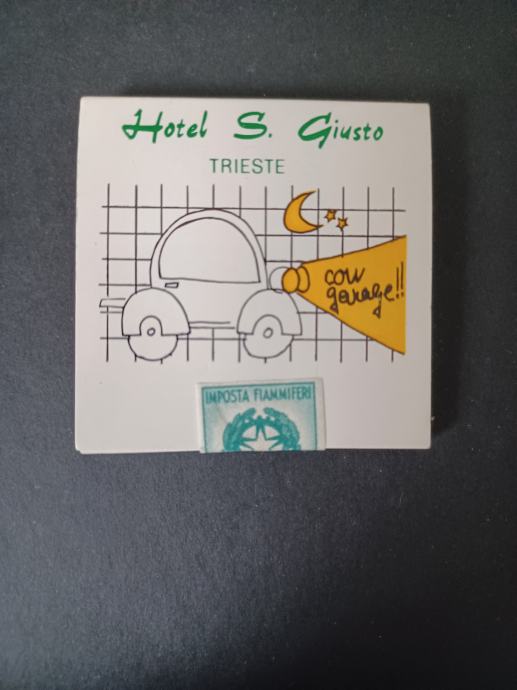 Hotel S. Giusto
TRIESTE
con
garage!!
IMPOSTA FIAMMIFERI